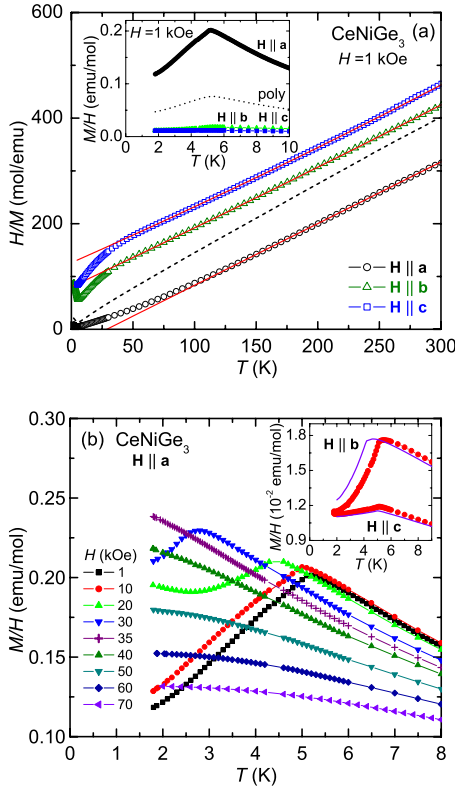 H =1 kOe
H || a
CeNiGe3 (a)
H =1 kOe
poly
H || b H || c
M/H (emu/mol)
0.2
0.1
0.0
2 4 6 8 10
T (K)
H/M (mol/emu)
600
400
200
0
H || a
H || b
H || c
0 50 100 150 200 250 300
T (K)
(b) CeNiGe3
H || a
M/H (10-2 emu/mol)
1.8
1.5
1.2
0.9
H || b
H || c
0 2 4 6 8
T (K)
H (kOe)
1
10
20
30
35
40
50
60
70
M/H (emu/mol)
0.30
0.25
0.20
0.15
0.10
0 1 2 3 4 5 6 7 8
T (K)